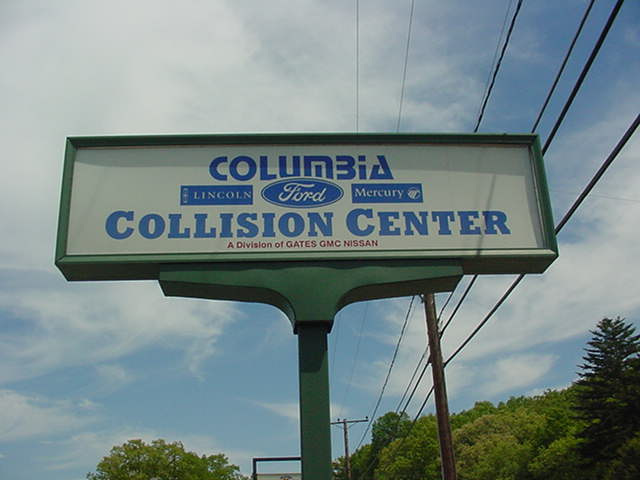 COLUMBIA
LINCOLN Ford Mercury
COLLISION CENTER
A Division of GATES GMC NISSAN